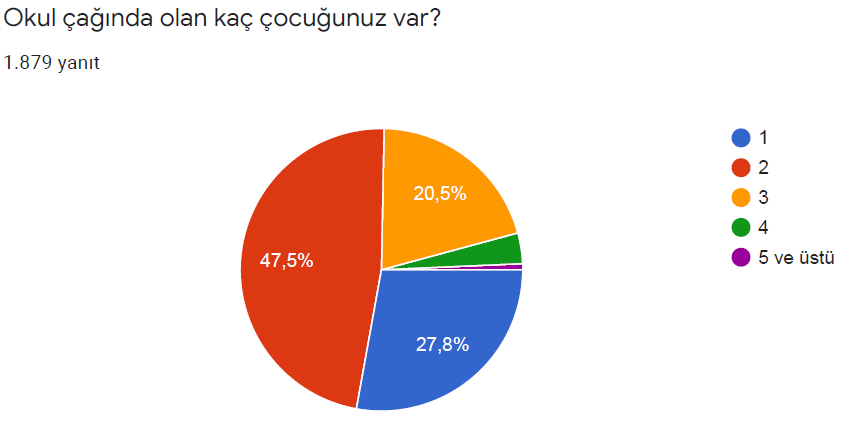 Okul çağında olan kaç çocuğunuz var?
1.879 yanıt
20,5%
47,5%
27,8%
1
2
3
4
5 ve üstü